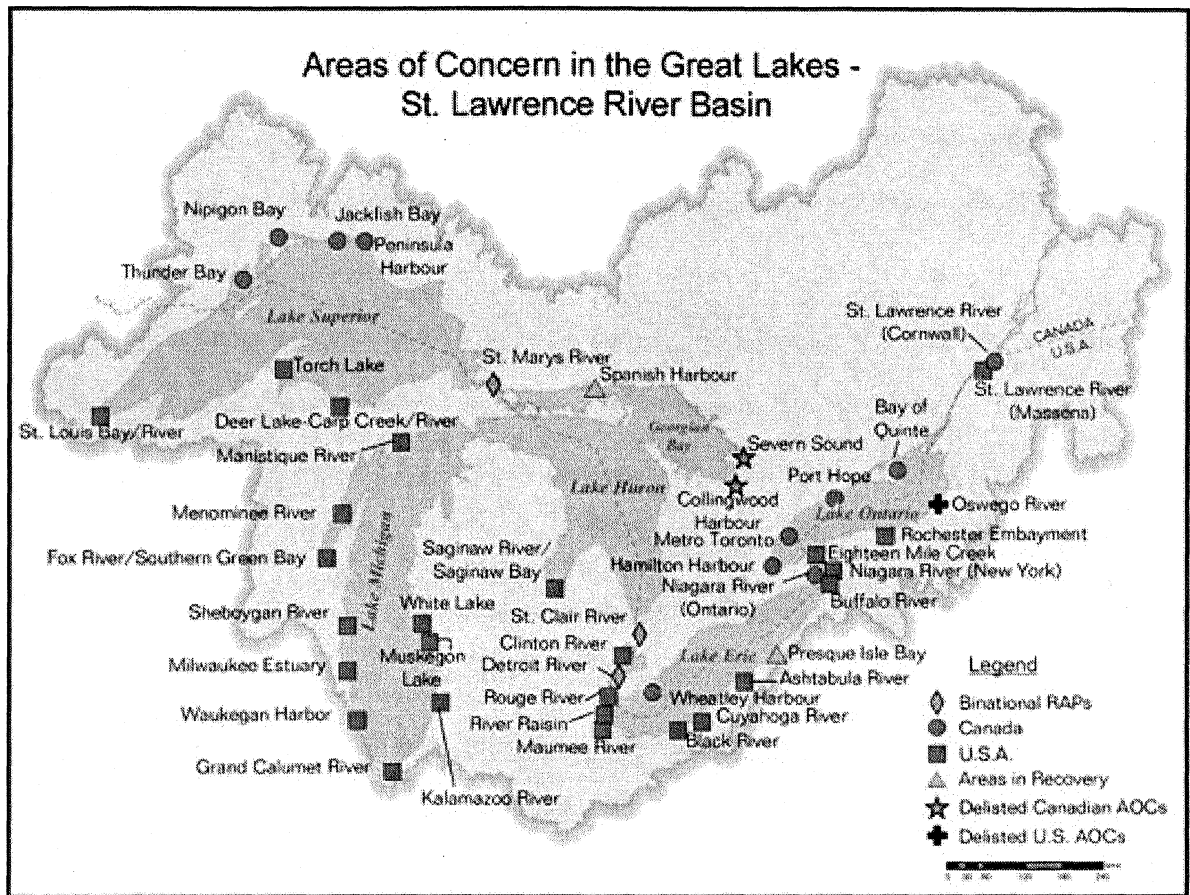 Areas of Concern in the Great Lakes -
St. Lawrence River Basin
Nipigon Bay
Jackfish Bay
Peninsula
Harbour
Thunder Bay
Lake Superior
St. Lawrence River
(Cornwall)
CANADA
U.S.A.
St. Marys River
Torch Lake
Spanish Harbour
St. Lawrence River
(Massena)
Deer Lake-Carp Creek/River
St. Louis Bay/River
Bay of
Quinte
Georgian
Bay
Manistique River
Severn Sound
Port Hope
Lake Huron
Collingwood
Harbour
Oswego River
Menominee River
Lake Ontario
Lake Michigan
Metro Toronto
Rochester Embayment
Saginaw River/
Saginaw Bay
Fox River/Southern Green Bay
Eighteen Mile Creek
Hamilton Harbour
Niagara River (New York)
Niagara River
(Ontario)
Buffalo River
White Lake
St. Clair River
Sheboygan River
Clinton River
Muskegon
Lake
Lake Erie
Presque Isle Bay
Milwaukee Estuary
Detroit River
Ashtabula River
Rouge River
Wheatley Harbour
Waukegan Harbor
River Raisin
Cuyahoga River
Maumee River
Black River
Grand Calumet River
Kalamazoo River
Legend
Binational RAPs
Canada
U.S.A.
Areas in Recovery
Delisted Canadian AOCs
Delisted U.S. AOCs